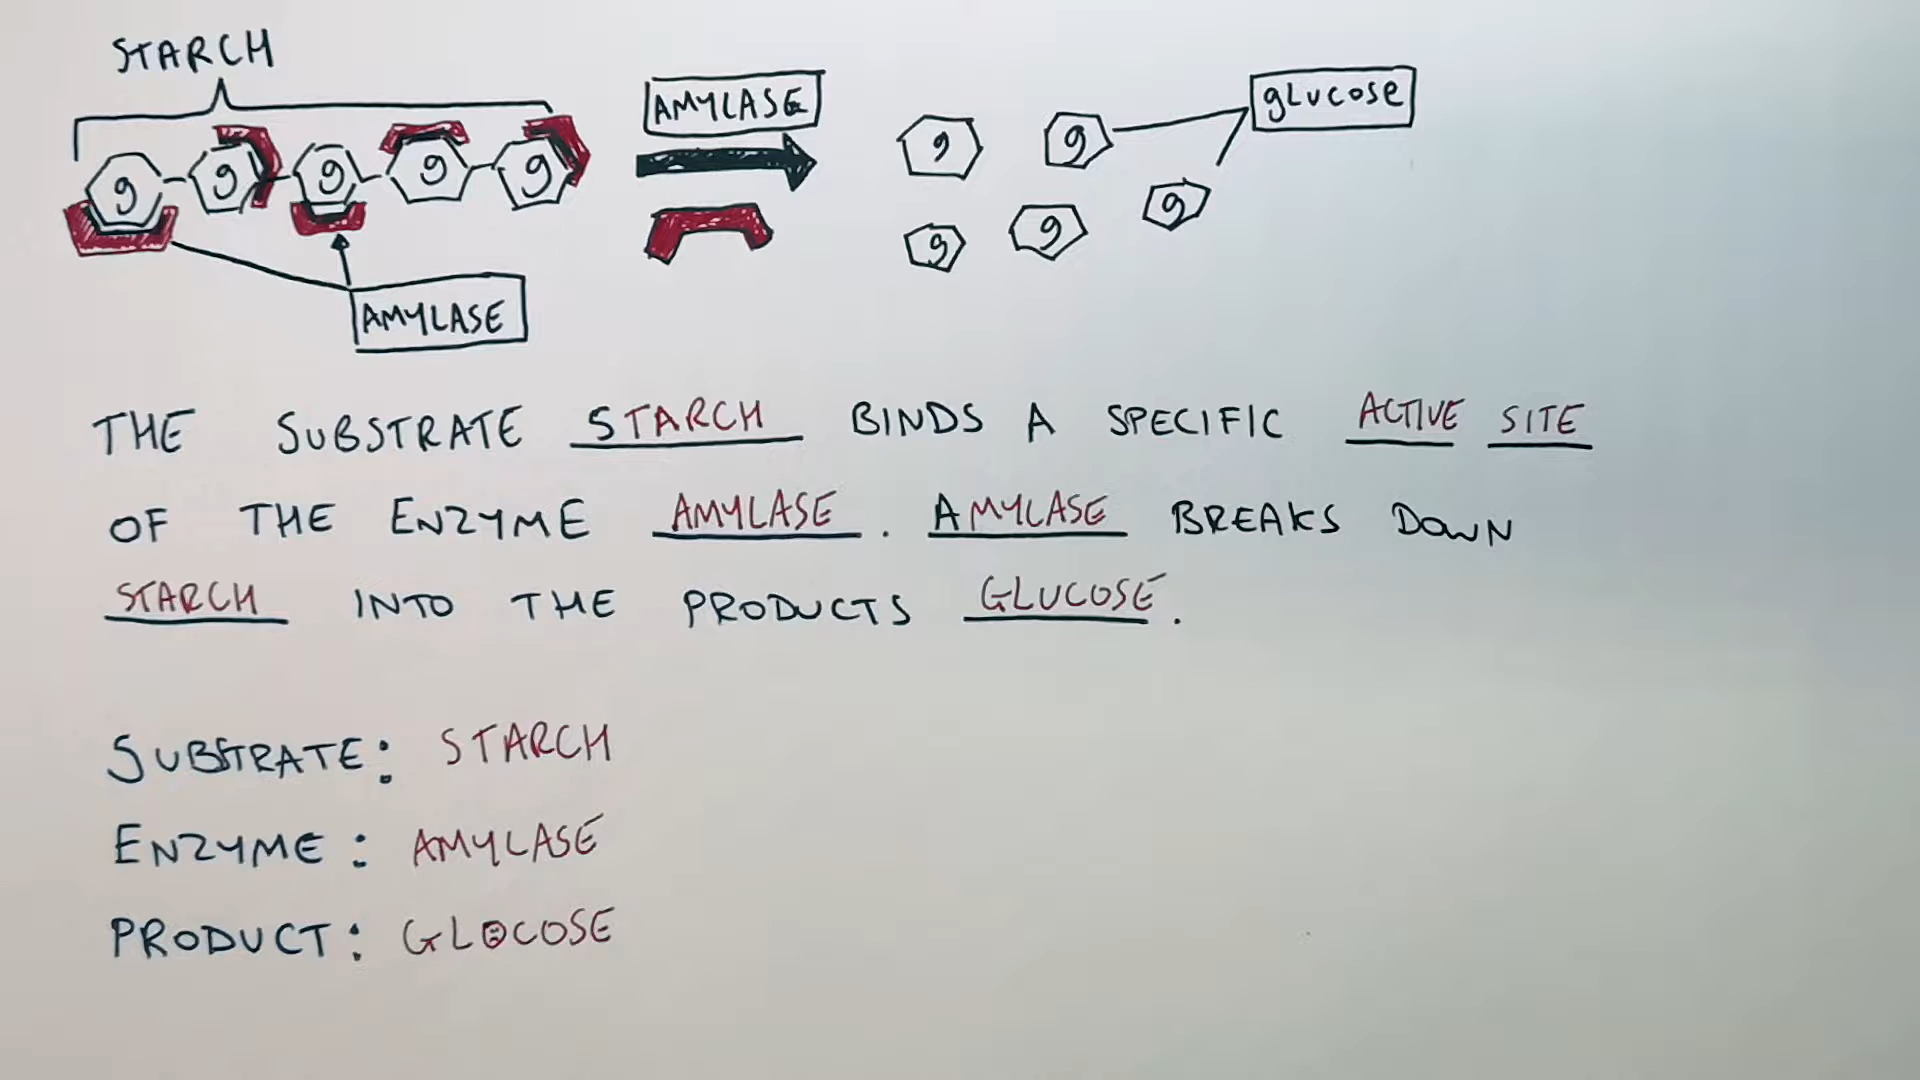 STARCH
g g g g g
AMYLASE
AMYLASE
g g
g g g
glucose
THE SUBSTRATE STARCH BINDS A SPECIFIC ACTIVE SITE
OF THE ENZYME AMYLASE. AMYLASE BREAKS DOWN
STARCH INTO THE PRODUCTS GLUCOSE.
SUBSTRATE: STARCH
ENZYME: AMYLASE
PRODUCT: GLUCOSE